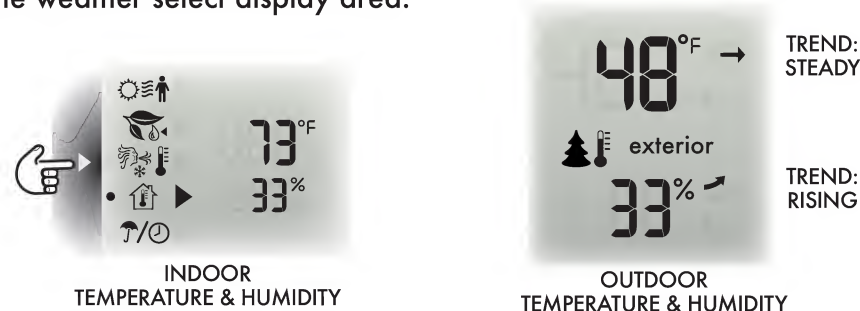 he weather select display area.
73°F
33%
INDOOR
TEMPERATURE & HUMIDITY
48°F
exterior
33%
TREND:
STEADY
TREND:
RISING
OUTDOOR
TEMPERATURE & HUMIDITY